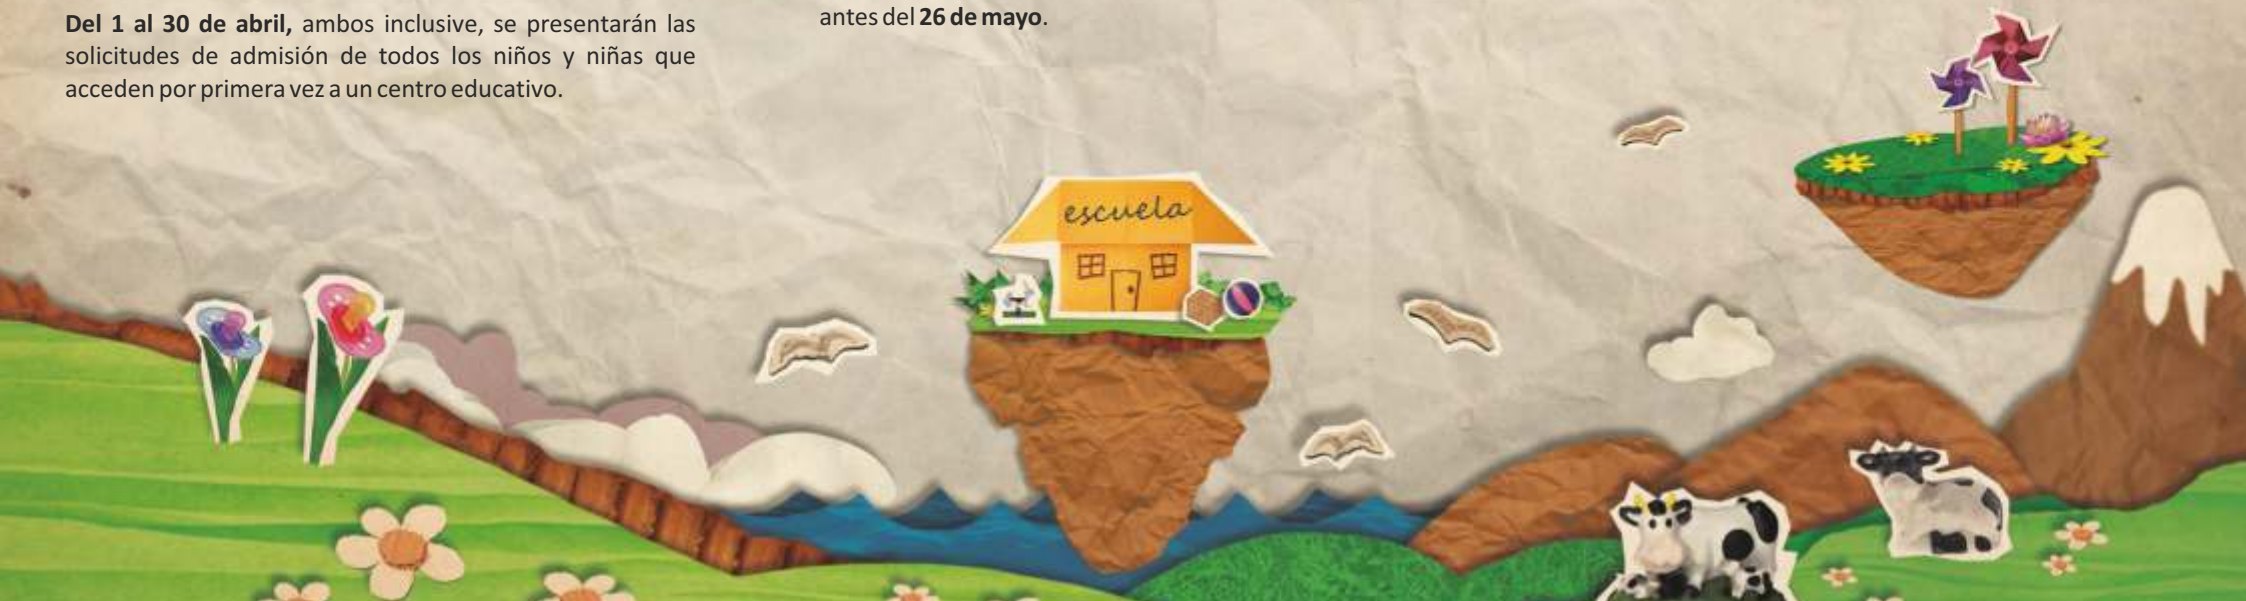 Del 1 al 30 de abril, ambos inclusive, se presentarán las
solicitudes de admisión de todos los niños y niñas que
acceden por primera vez a un centro educativo.
antes del 26 de mayo.
escuela